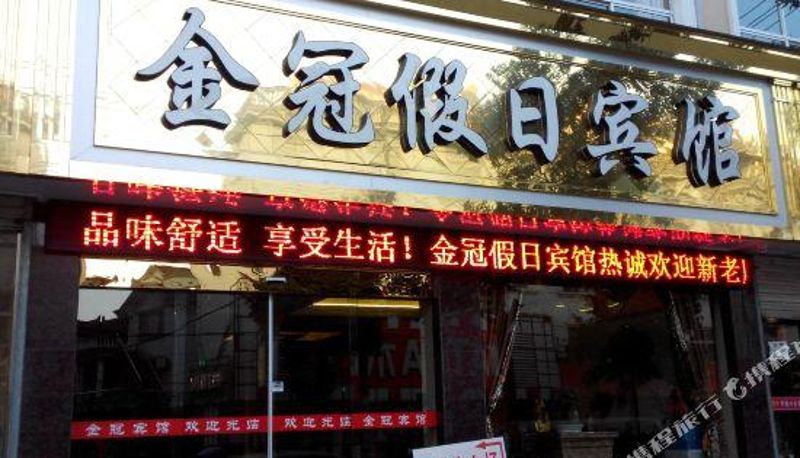 金冠假日宾馆
品味舒适 享受生活！金冠假日宾馆热诚欢迎新老
金冠宾馆 欢迎光临 欢迎光临 金冠宾馆
携程旅行